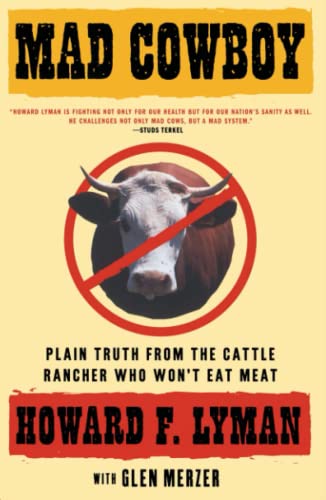 MAD COWBOY
"HOWARD LYMAN IS FIGHTING NOT ONLY FOR OUR HEALTH BUT FOR OUR NATION'S SANITY AS WELL.
HE CHALLENGES NOT ONLY MAD COWS, BUT A MAD SYSTEM."
—STUDS TERKEL
PLAIN TRUTH FROM THE CATTLE
RANCHER WHO WON'T EAT MEAT
HOWARD F. LYMAN
WITH GLEN MERZER